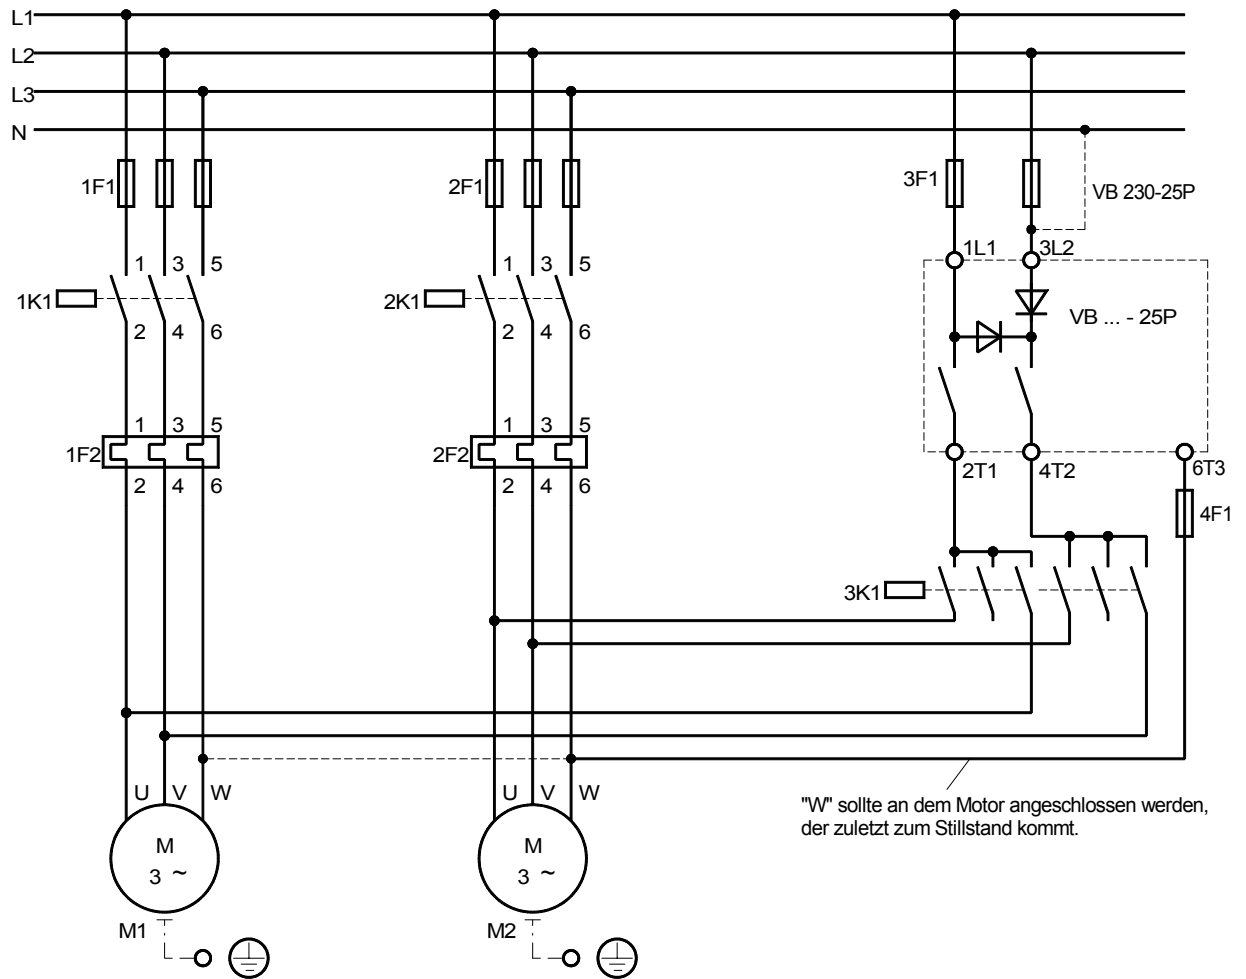 L1
L2
L3
N
1F1
2F1
3F1
VB 230-25P
1L1
3L2
1 3 5
1 3 5
1K1
2K1
VB ... - 25P
2 4 6
2 4 6
1 3 5
1 3 5
1F2
2F2
2T1
4T2
6T3
2 4 6
2 4 6
4F1
3K1
U V W
U V W
"W" sollte an dem Motor angeschlossen werden,
der zuletzt zum Stillstand kommt.
M
3 ~
M
3 ~
M1
M2